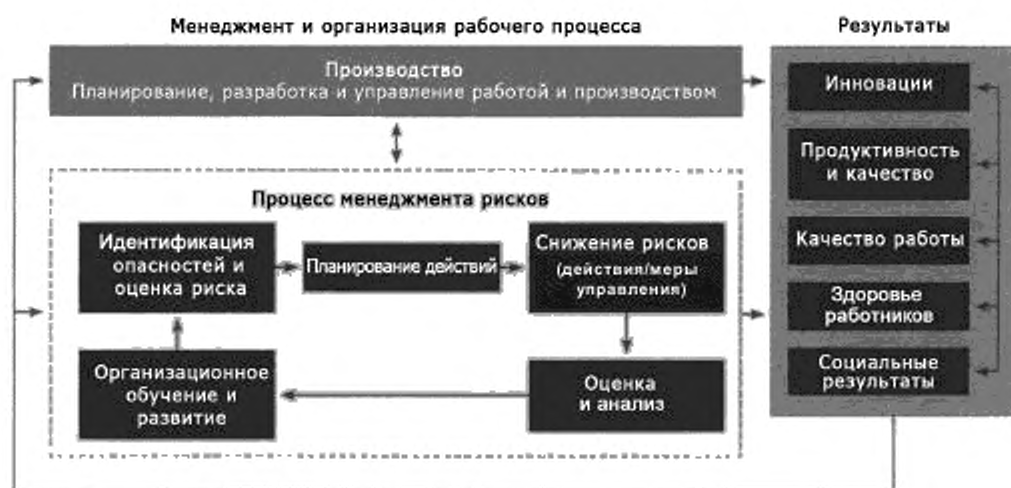 Менеджмент и организация рабочего процесса
Результаты
Производство
Планирование, разработка и управление работой и производством
Процесс менеджмента рисков
Идентификация
опасностей и
оценка риска
Планирование действий
Снижение рисков
(действия/меры
управления)
Организационное
обучение и
развитие
Оценка
и анализ
Инновации
Продуктивность
и качество
Качество работы
Здоровье
работников
Социальные
результаты